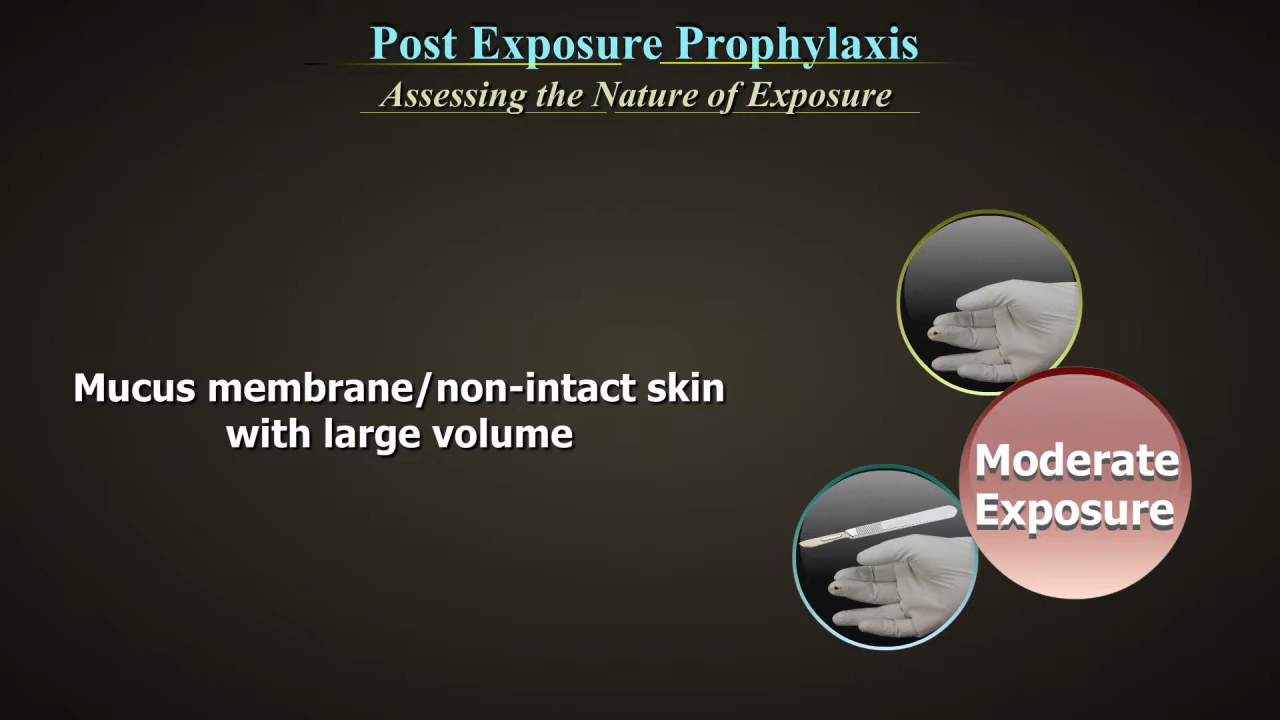 Post Exposure Prophylaxis
Assessing the Nature of Exposure
Mucus membrane/non-intact skin
with large volume
Moderate
Exposure